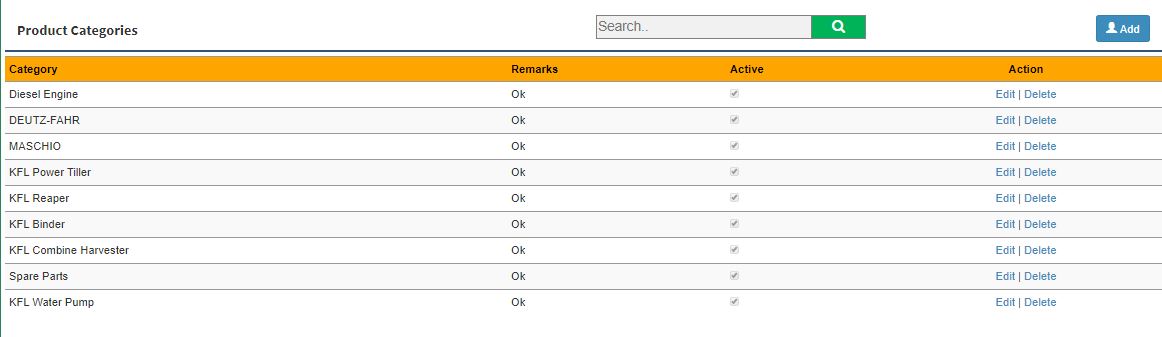 Product Categories Search.. Add
Category Remarks Active Action
Diesel Engine Ok Edit | Delete
DEUTZ-FAHR Ok Edit | Delete
MASCHIO Ok Edit | Delete
KFL Power Tiller Ok Edit | Delete
KFL Reaper Ok Edit | Delete
KFL Binder Ok Edit | Delete
KFL Combine Harvester Ok Edit | Delete
Spare Parts Ok Edit | Delete
KFL Water Pump Ok Edit | Delete